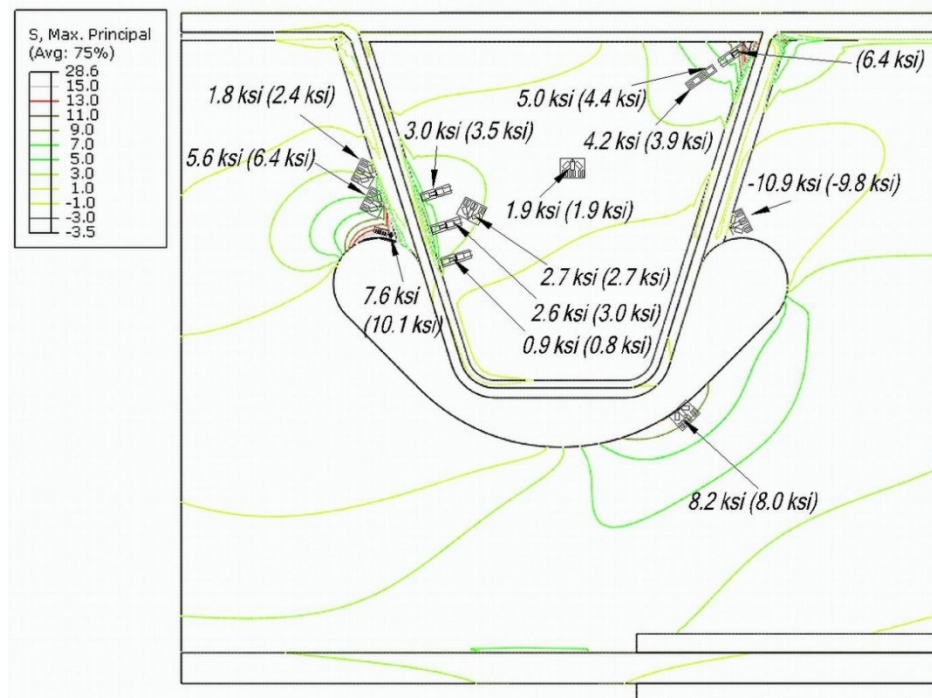 S, Max. Principal
(Avg: 75%)
28.6
15.0
13.0
11.0
9.0
7.0
5.0
3.0
1.0
-1.0
-3.0
-3.5
(6.4 ksi)
5.0 ksi (4.4 ksi)
4.2 ksi (3.9 ksi)
1.8 ksi (2.4 ksi)
3.0 ksi (3.5 ksi)
5.6 ksi (6.4 ksi)
-10.9 ksi (-9.8 ksi)
1.9 ksi (1.9 ksi)
2.7 ksi (2.7 ksi)
7.6 ksi
(10.1 ksi)
2.6 ksi (3.0 ksi)
0.9 ksi (0.8 ksi)
8.2 ksi (8.0 ksi)